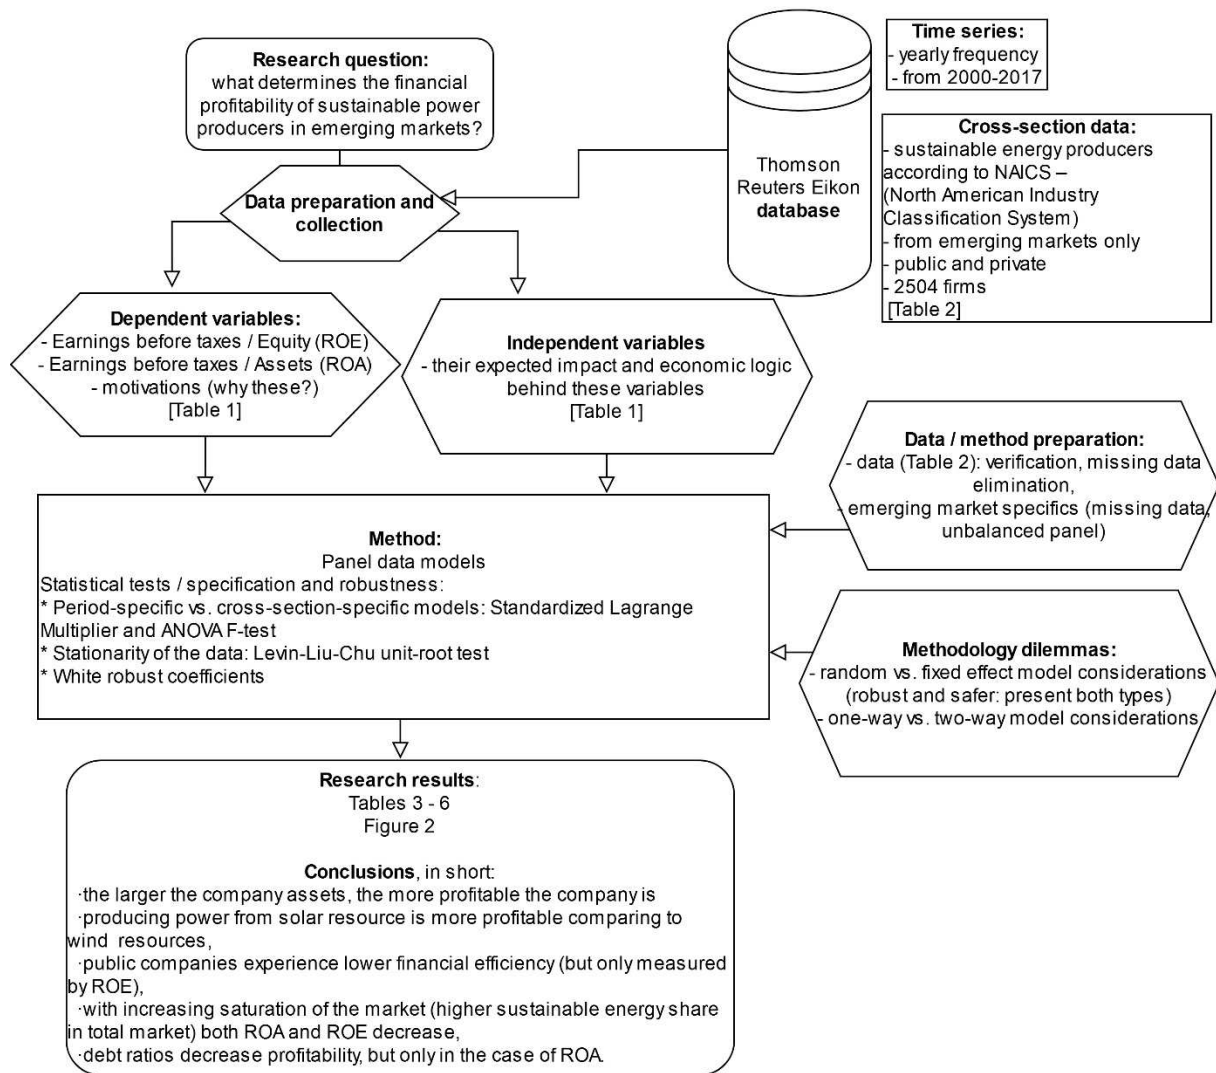 Research question:
what determines the financial
profitability of sustainable power
producers in emerging markets?
Time series:
- yearly frequency
- from 2000-2017
Thomson
Reuters Eikon
database
Cross-section data:
- sustainable energy producers
according to NAICS –
(North American Industry
Classification System)
- from emerging markets only
- public and private
- 2504 firms
[Table 2]
Data preparation and
collection
Dependent variables:
- Earnings before taxes / Equity (ROE)
- Earnings before taxes / Assets (ROA)
- motivations (why these?)
[Table 1]
Independent variables
- their expected impact and economic logic
behind these variables
[Table 1]
Data / method preparation:
- data (Table 2): verification, missing data
elimination,
- emerging market specifics (missing data,
unbalanced panel)
Method:
Panel data models
Statistical tests / specification and robustness:
* Period-specific vs. cross-section-specific models: Standardized Lagrange
Multiplier and ANOVA F-test
* Stationarity of the data: Levin-Liu-Chu unit-root test
* White robust coefficients
Methodology dilemmas:
- random vs. fixed effect model considerations
(robust and safer: present both types)
- one-way vs. two-way model considerations
Research results:
Tables 3 - 6
Figure 2
Conclusions, in short:
·the larger the company assets, the more profitable the company is
·producing power from solar resource is more profitable comparing to
wind resources,
·public companies experience lower financial efficiency (but only measured
by ROE),
·with increasing saturation of the market (higher sustainable energy share
in total market) both ROA and ROE decrease,
·debt ratios decrease profitability, but only in the case of ROA.